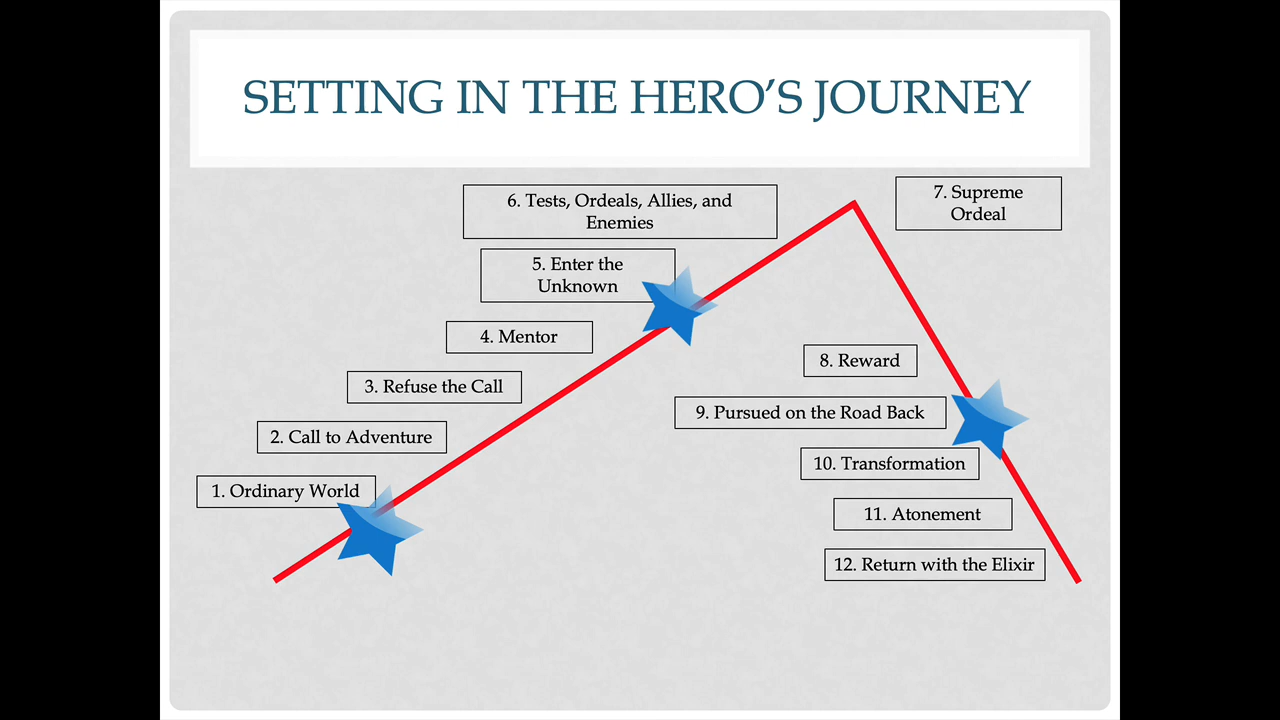 SETTING IN THE HERO’S JOURNEY
6. Tests, Ordeals, Allies, and
Enemies
7. Supreme
Ordeal
5. Enter the
Unknown
4. Mentor
3. Refuse the Call
2. Call to Adventure
1. Ordinary World
8. Reward
9. Pursued on the Road Back
10. Transformation
11. Atonement
12. Return with the Elixir